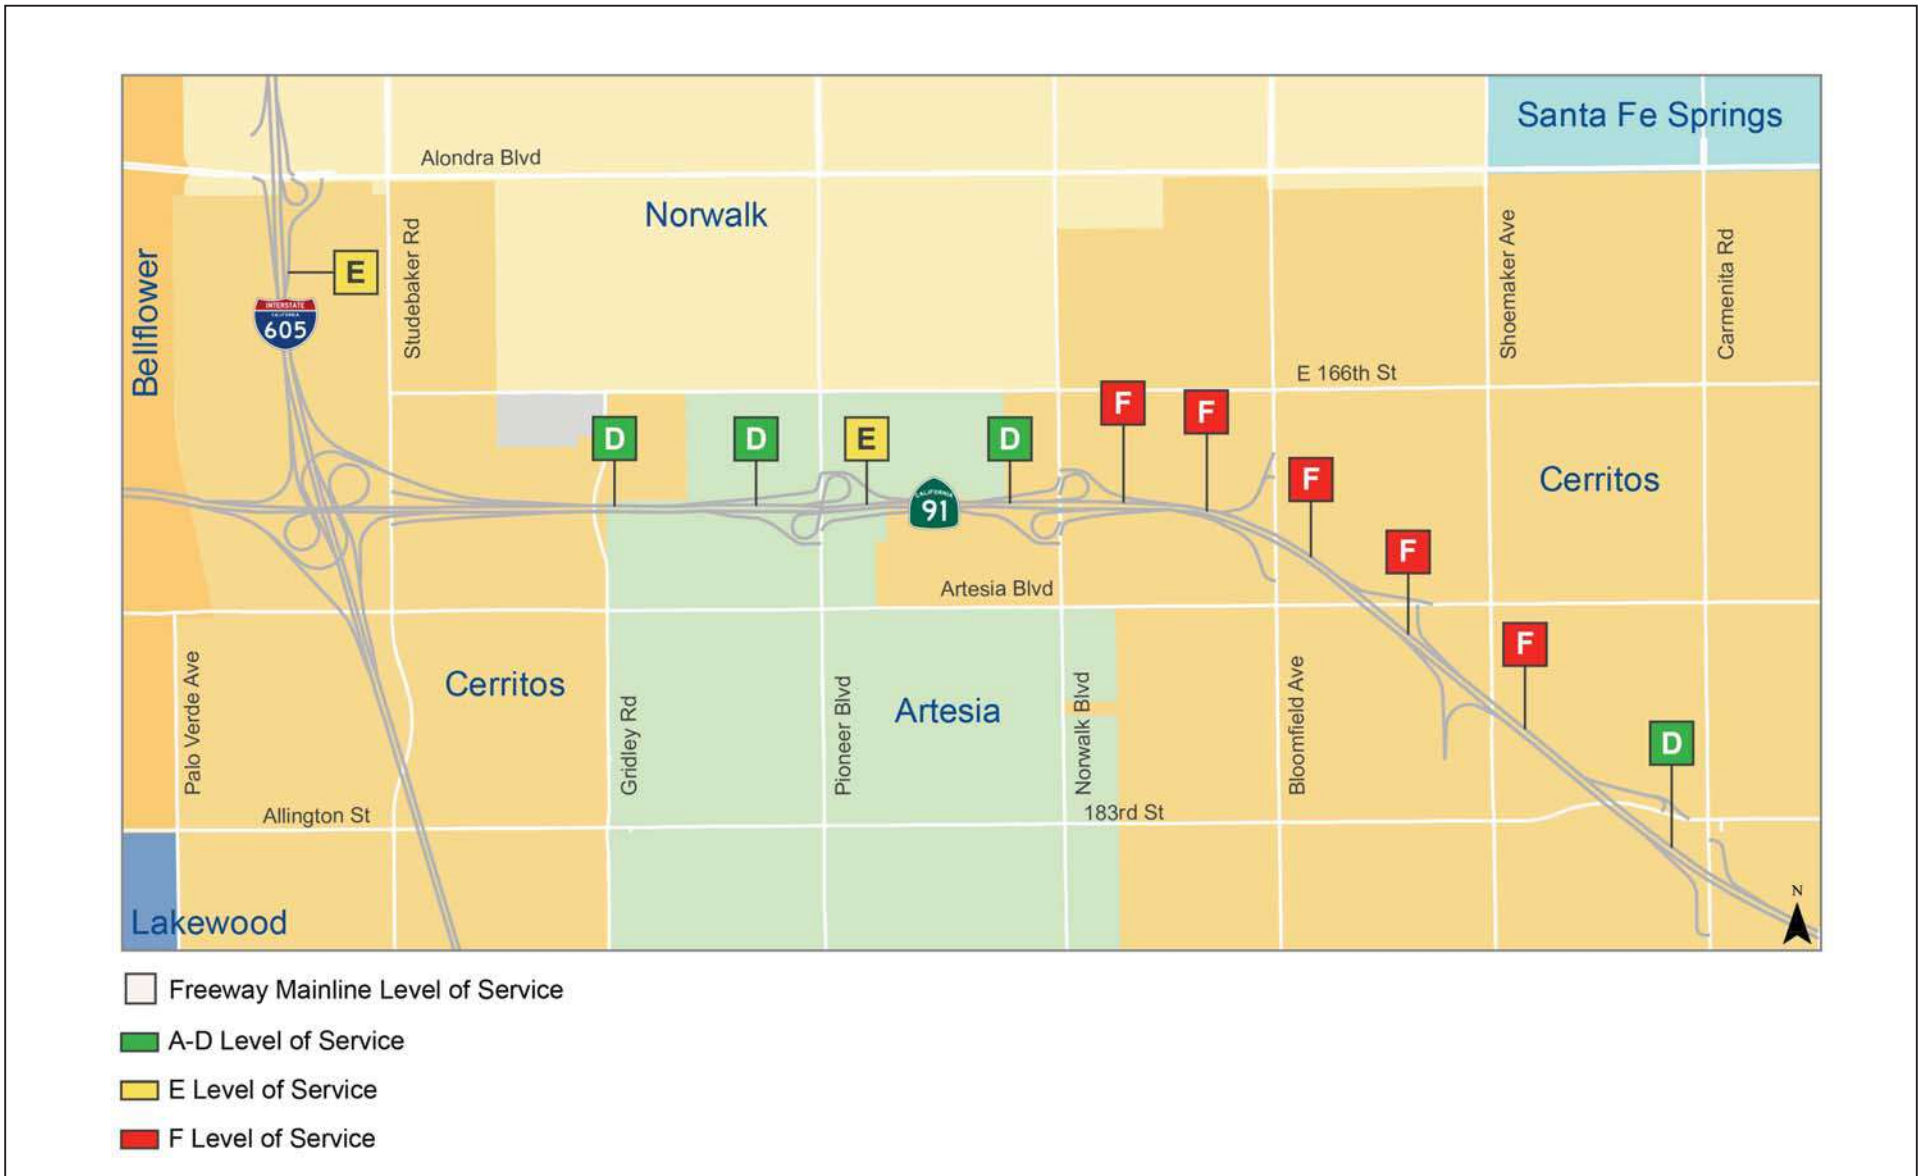 Santa Fe Springs
Alondra Blvd
Norwalk
Bellflower
Studebaker Rd
Shoemaker Ave
Carmenita Rd
E
INTERSTATE
CALIFORNIA
605
E 166th St
D
D
E
D
F
F
F
F
F
D
CALIFORNIA
91
Cerritos
Artesia Blvd
Cerritos
Artesia
Palo Verde Ave
Gridley Rd
Pioneer Blvd
Norwalk Blvd
Bloomfield Ave
Allington St
183rd St
Lakewood
N
Freeway Mainline Level of Service
A-D Level of Service
E Level of Service
F Level of Service